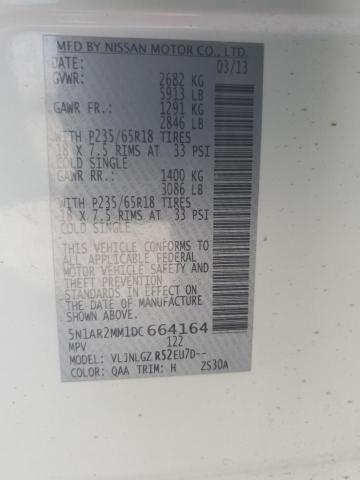 MFD BY NISSAN MOTOR CO., LTD.
DATE: 03/13
GVWR: 2682 KG
5913 LB
GAWR FR.: 1291 KG
2846 LB
WITH P235/65R18 TIRES
18 X 7.5 RIMS AT 33 PSI
COLD SINGLE
GAWR RR.: 1400 KG
3086 LB
WITH P235/65R18 TIRES
18 X 7.5 RIMS AT 33 PSI
COLD SINGLE
THIS VEHICLE CONFORMS TO
ALL APPLICABLE FEDERAL
MOTOR VEHICLE SAFETY AND
THEFT PREVENTION
STANDARDS IN EFFECT ON
THE DATE OF MFR SHOWN ABOVE.
5N1AR2MM1DC664164
MPV 122
MODEL: VLJNLGZ R52EU7D--
COLOR: QAA TRIM: H ZS30A